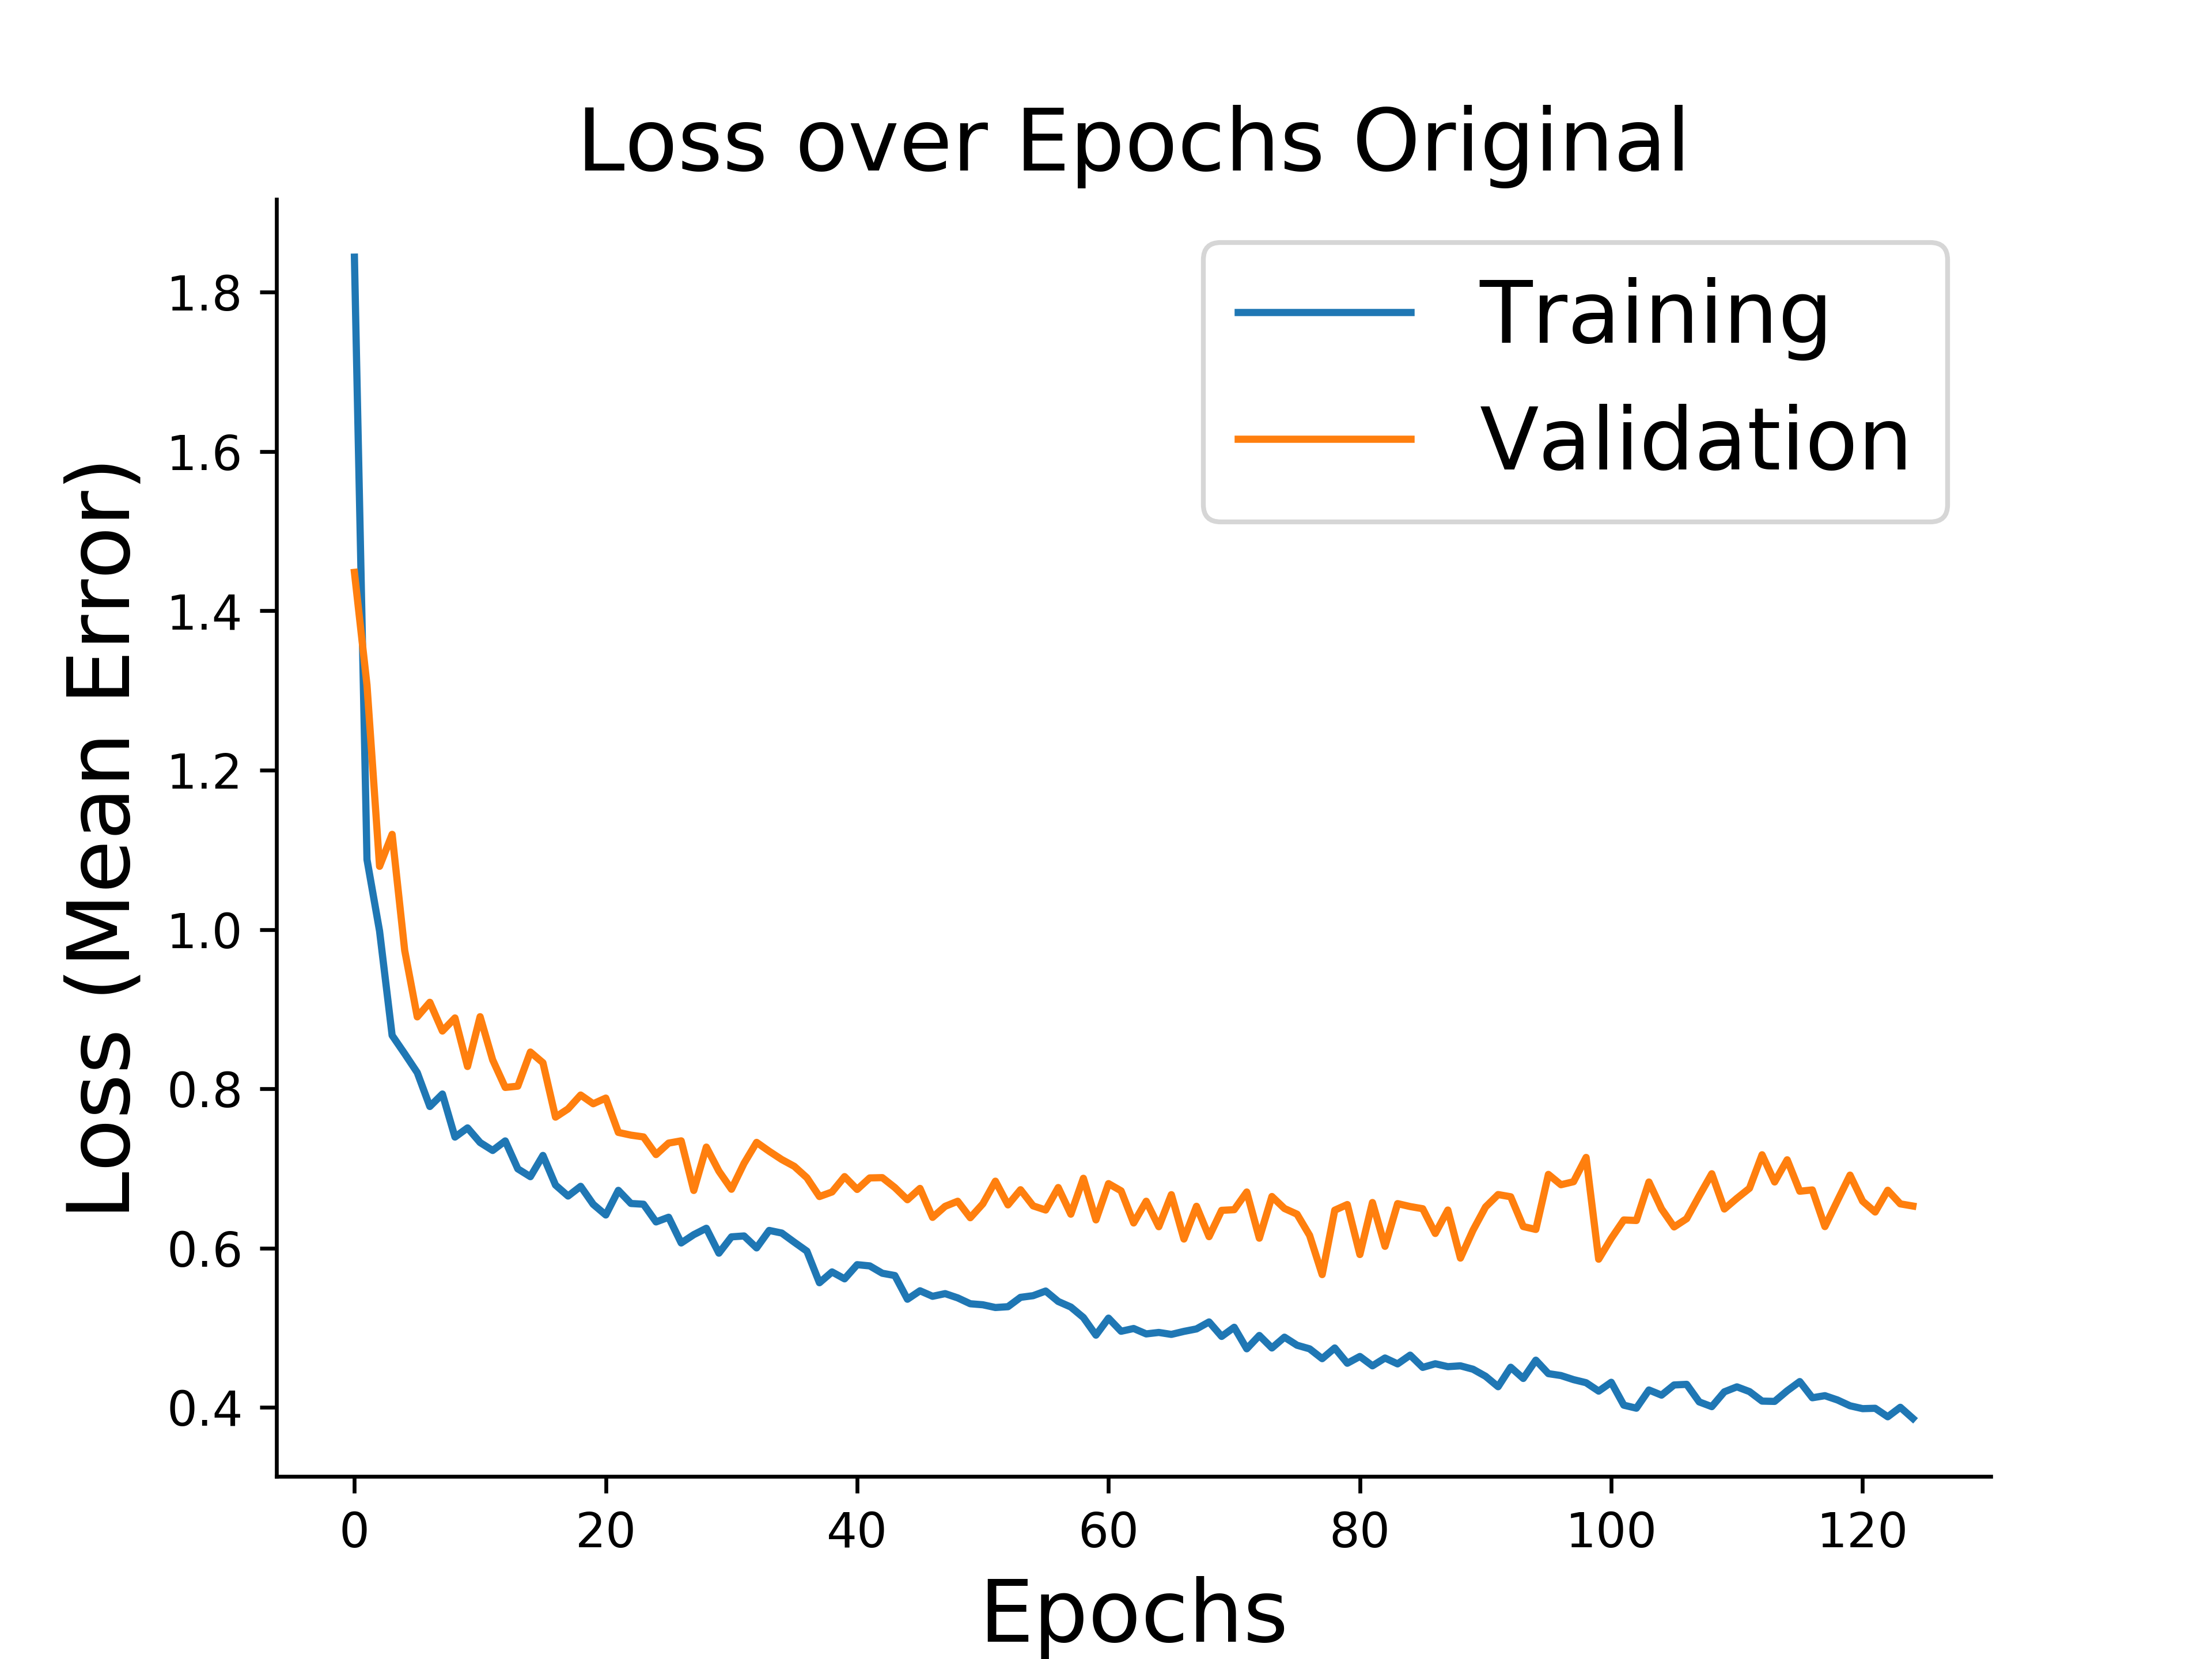 Loss over Epochs Original
Training
Validation
Loss (Mean Error)
1.8
1.6
1.4
1.2
1.0
0.8
0.6
0.4
0 20 40 60 80 100 120
Epochs